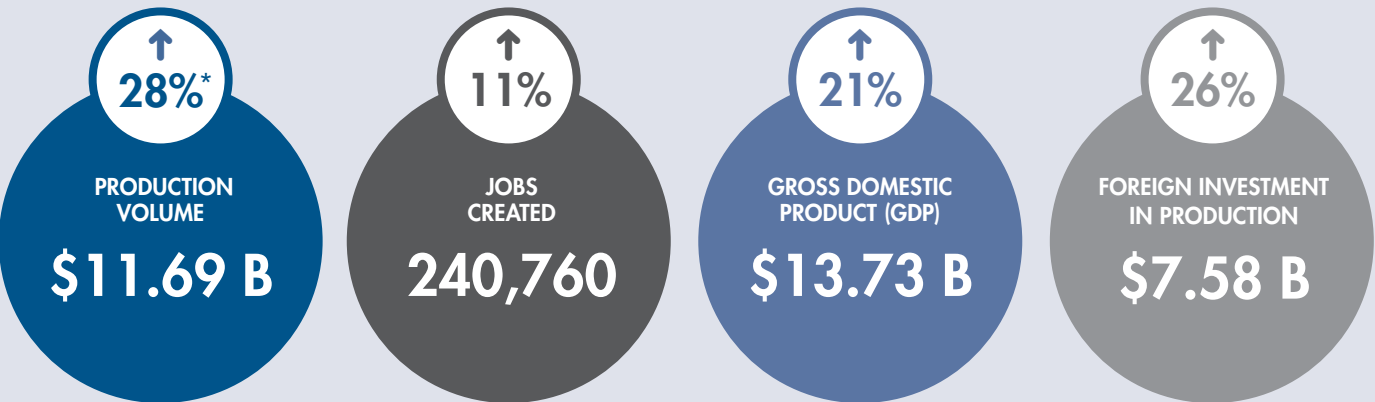 ↑
28%*
PRODUCTION
VOLUME
$11.69 B
↑
11%
JOBS
CREATED
240,760
↑
21%
GROSS DOMESTIC
PRODUCT (GDP)
$13.73 B
↑
26%
FOREIGN INVESTMENT
IN PRODUCTION
$7.58 B